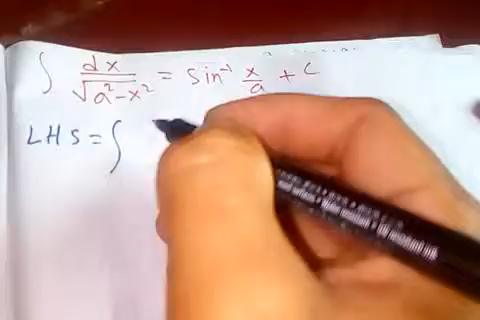 ∫ dx/√(a²-x²) = Sin⁻¹ x/a + C
LHS = ∫